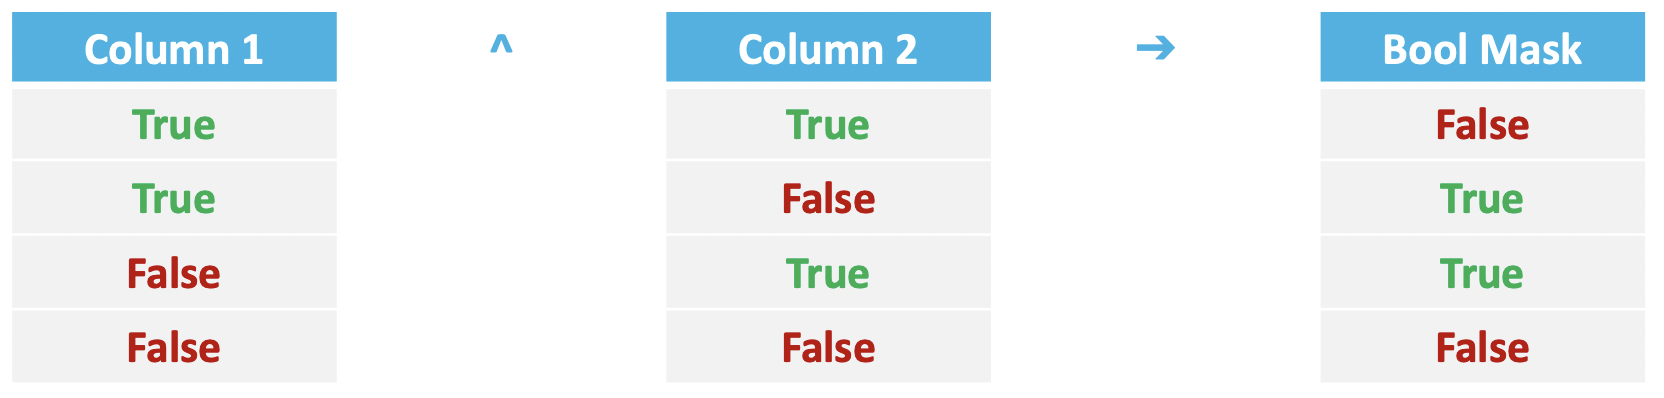 Column 1 ^ Column 2 ➔ Bool Mask
True True False
True False True
False True True
False False False